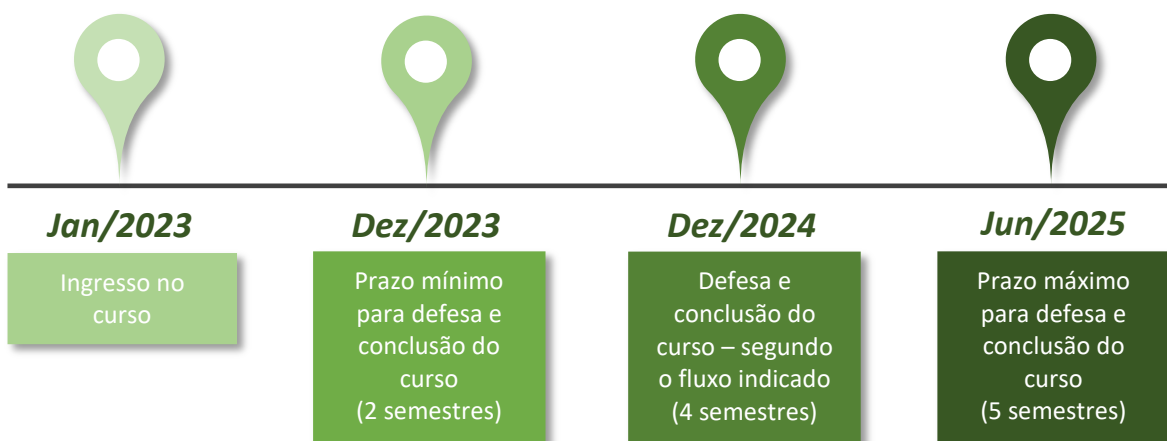 Jan/2023
Ingresso no
curso
Dez/2023
Prazo mínimo
para defesa e
conclusão do
curso
(2 semestres)
Dez/2024
Defesa e
conclusão do
curso – segundo
o fluxo indicado
(4 semestres)
Jun/2025
Prazo máximo
para defesa e
conclusão do
curso
(5 semestres)